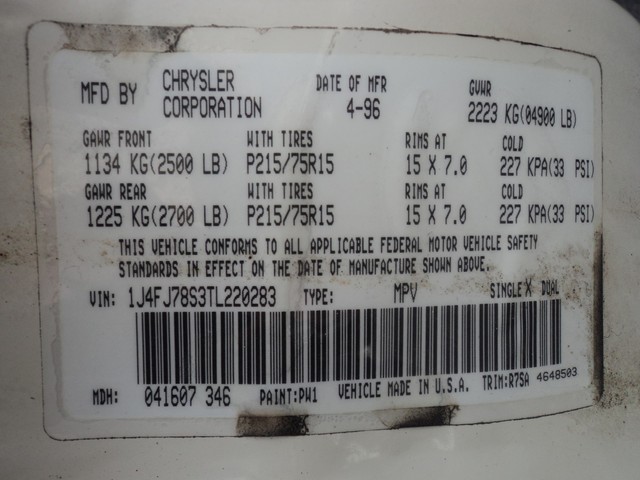 MFD BY CHRYSLER CORPORATION DATE OF MFR 4-96 GVWR 2223 KG(04900 LB)
GAWR FRONT WITH TIRES RIMS AT COLD
1134 KG(2500 LB) P215/75R15 15 X 7.0 227 KPA(33 PSI)
GAWR REAR WITH TIRES RIMS AT COLD
1225 KG(2700 LB) P215/75R15 15 X 7.0 227 KPA(33 PSI)
THIS VEHICLE CONFORMS TO ALL APPLICABLE FEDERAL MOTOR VEHICLE SAFETY
STANDARDS IN EFFECT ON THE DATE OF MANUFACTURE SHOWN ABOVE.
VIN: 1J4FJ78S3TL220283 TYPE: MPV SINGLE X DUAL
MDH: 041607 346 PAINT:PW1 VEHICLE MADE IN U.S.A. TRIM:R7SA 4648503